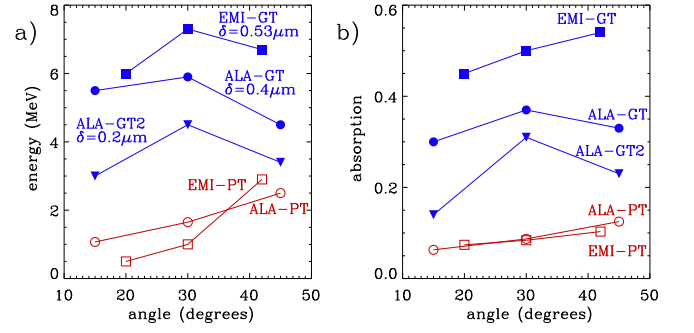 a)
8
6
4
2
0
energy (MeV)
EMI−GT
δ=0.53μm
ALA−GT
δ=0.4μm
ALA−GT2
δ=0.2μm
EMI−PT
ALA−PT
10 20 30 40 50
angle (degrees)
b)
0.6
0.4
0.2
0.0
absorption
EMI−GT
ALA−GT
ALA−GT2
ALA−PT
EMI−PT
10 20 30 40 50
angle (degrees)